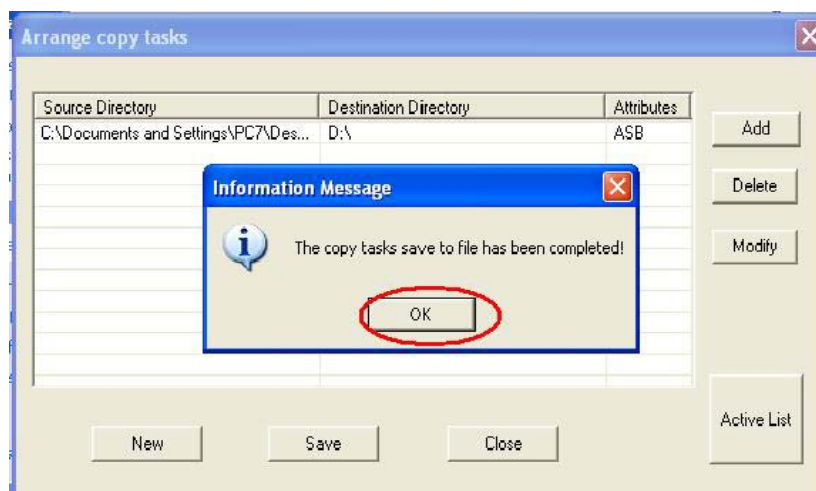 Arrange copy tasks
Source Directory Destination Directory Attributes
C:\Documents and Settings\PC7\Des... D:\ ASB
Add
Information Message
Delete
The copy tasks save to file has been completed!
Modify
OK
Active List
New Save Close